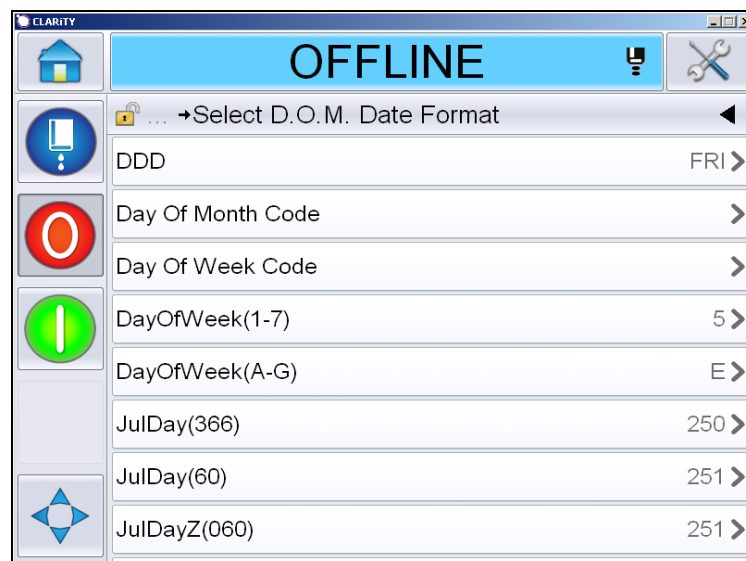 CLARiTY
OFFLINE
... →Select D.O.M. Date Format
DDD FRI
Day Of Month Code
Day Of Week Code
DayOfWeek(1-7) 5
DayOfWeek(A-G) E
JulDay(366) 250
JulDay(60) 251
JulDayZ(060) 251